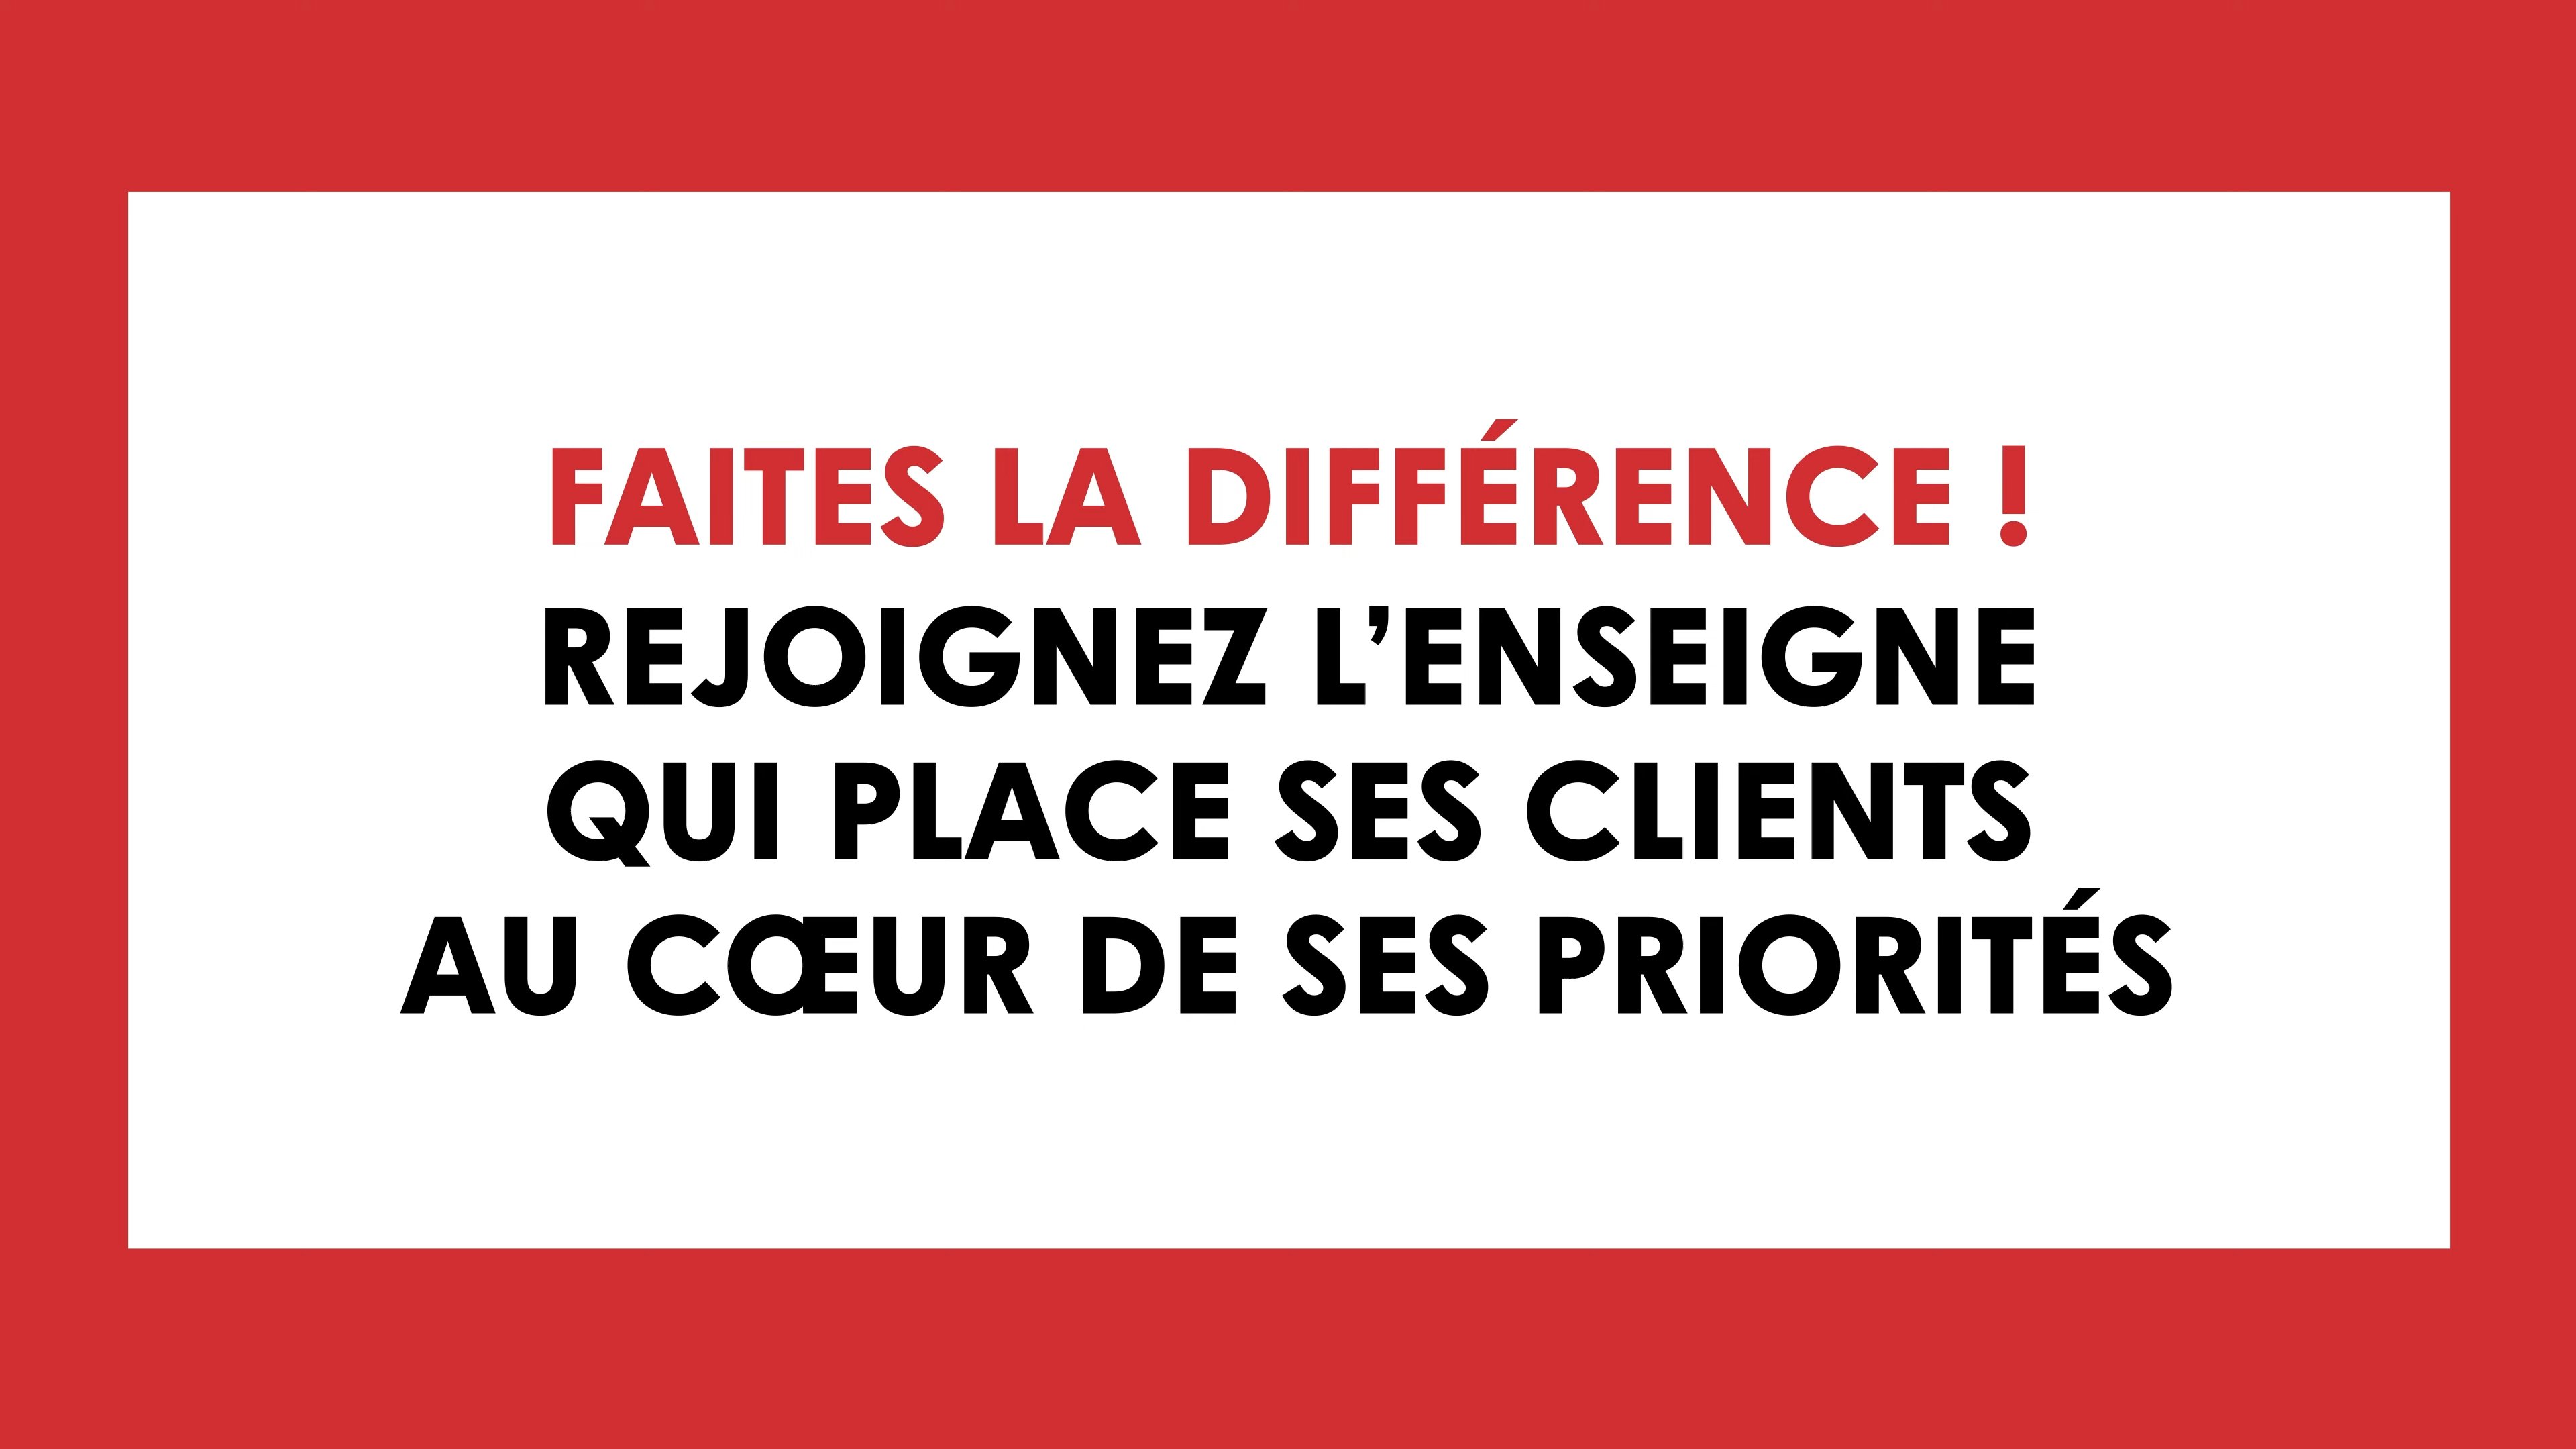 FAITES LA DIFFÉRENCE !
REJOIGNEZ L’ENSEIGNE
QUI PLACE SES CLIENTS
AU CŒUR DE SES PRIORITÉS